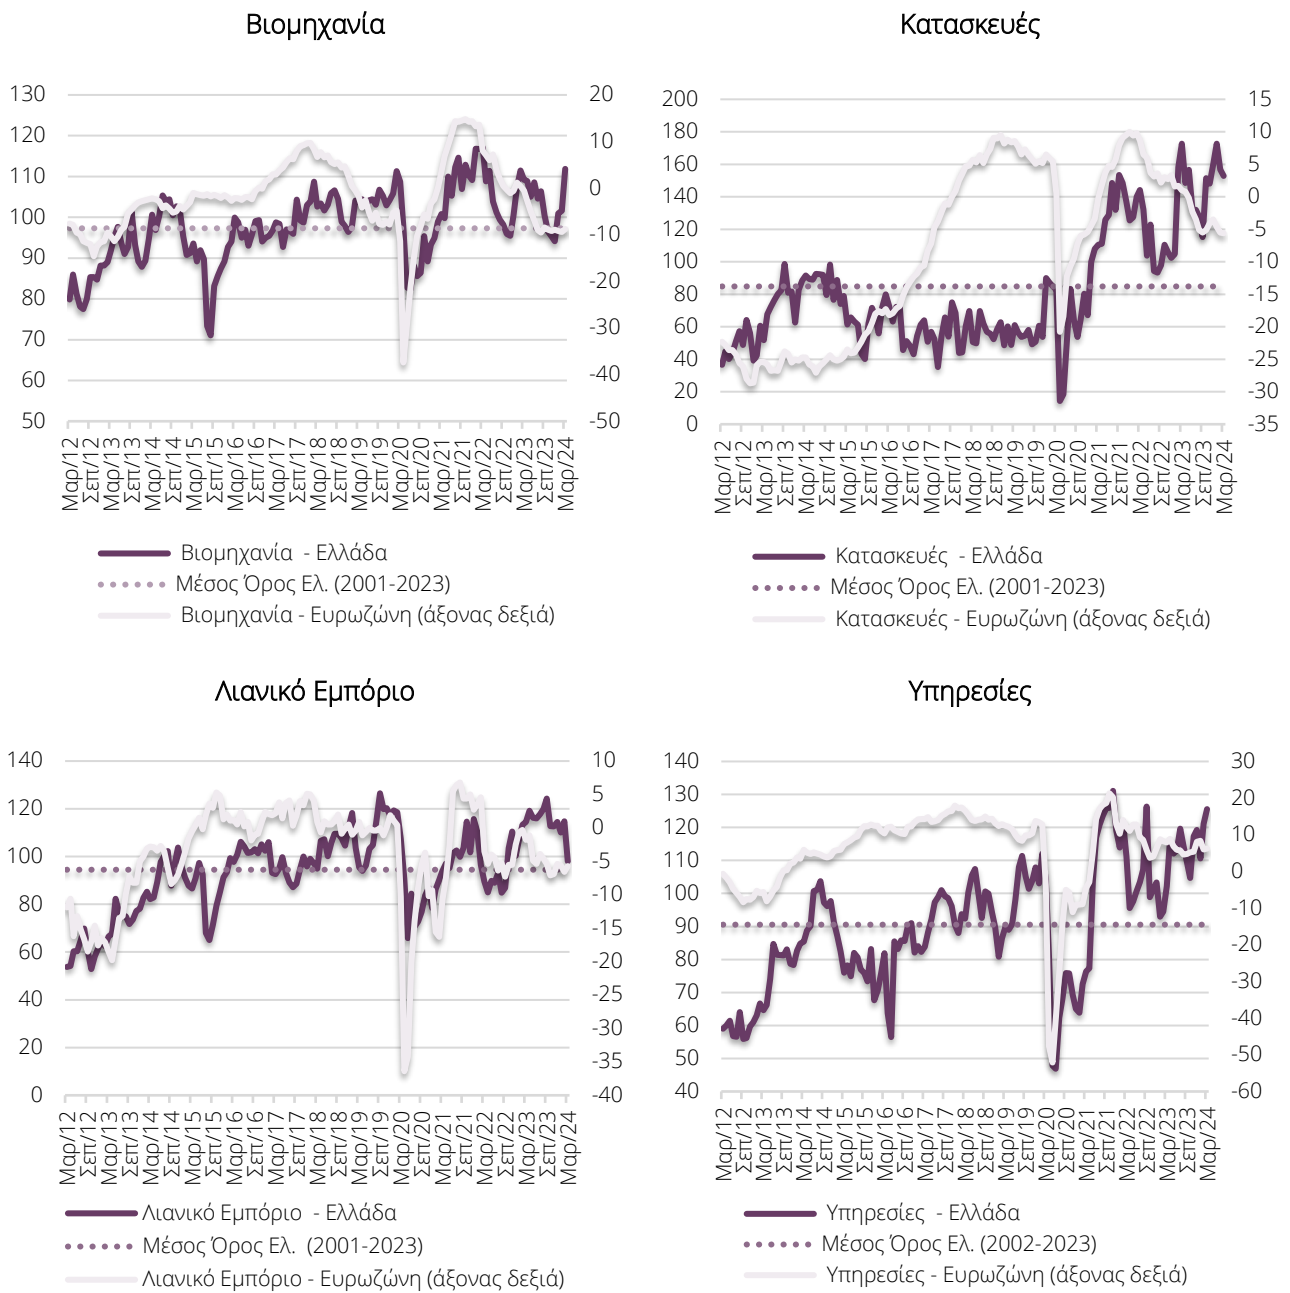 Βιομηχανία
130
120
110
100
90
80
70
60
50
20
10
0
-10
-20
-30
-40
-50
Μαρ/12
Σεπ/12
Μαρ/13
Σεπ/13
Μαρ/14
Σεπ/14
Μαρ/15
Σεπ/15
Μαρ/16
Σεπ/16
Μαρ/17
Σεπ/17
Μαρ/18
Σεπ/18
Μαρ/19
Σεπ/19
Μαρ/20
Σεπ/20
Μαρ/21
Σεπ/21
Μαρ/22
Σεπ/22
Μαρ/23
Σεπ/23
Μαρ/24
Βιομηχανία - Ελλάδα
Μέσος Όρος Ελ. (2001-2023)
Βιομηχανία - Ευρωζώνη (άξονας δεξιά)
Κατασκευές
200
180
160
140
120
100
80
60
40
20
0
15
10
5
0
-5
-10
-15
-20
-25
-30
-35
Μαρ/12
Σεπ/12
Μαρ/13
Σεπ/13
Μαρ/14
Σεπ/14
Μαρ/15
Σεπ/15
Μαρ/16
Σεπ/16
Μαρ/17
Σεπ/17
Μαρ/18
Σεπ/18
Μαρ/19
Σεπ/19
Μαρ/20
Σεπ/20
Μαρ/21
Σεπ/21
Μαρ/22
Σεπ/22
Μαρ/23
Σεπ/23
Μαρ/24
Κατασκευές - Ελλάδα
Μέσος Όρος Ελ. (2001-2023)
Κατασκευές - Ευρωζώνη (άξονας δεξιά)
Λιανικό Εμπόριο
140
120
100
80
60
40
20
0
10
5
0
-5
-10
-15
-20
-25
-30
-35
-40
Μαρ/12
Σεπ/12
Μαρ/13
Σεπ/13
Μαρ/14
Σεπ/14
Μαρ/15
Σεπ/15
Μαρ/16
Σεπ/16
Μαρ/17
Σεπ/17
Μαρ/18
Σεπ/18
Μαρ/19
Σεπ/19
Μαρ/20
Σεπ/20
Μαρ/21
Σεπ/21
Μαρ/22
Σεπ/22
Μαρ/23
Σεπ/23
Μαρ/24
Λιανικό Εμπόριο - Ελλάδα
Μέσος Όρος Ελ. (2001-2023)
Λιανικό Εμπόριο - Ευρωζώνη (άξονας δεξιά)
Υπηρεσίες
140
130
120
110
100
90
80
70
60
50
40
30
20
10
0
-10
-20
-30
-40
-50
-60
Μαρ/12
Σεπ/12
Μαρ/13
Σεπ/13
Μαρ/14
Σεπ/14
Μαρ/15
Σεπ/15
Μαρ/16
Σεπ/16
Μαρ/17
Σεπ/17
Μαρ/18
Σεπ/18
Μαρ/19
Σεπ/19
Μαρ/20
Σεπ/20
Μαρ/21
Σεπ/21
Μαρ/22
Σεπ/22
Μαρ/23
Σεπ/23
Μαρ/24
Υπηρεσίες - Ελλάδα
Μέσος Όρος Ελ. (2002-2023)
Υπηρεσίες - Ευρωζώνη (άξονας δεξιά)